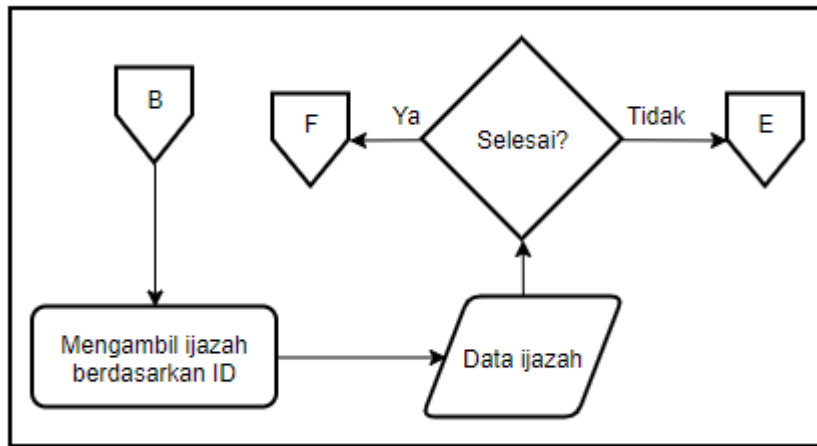 B
F
Ya
Selesai?
Tidak
E
Mengambil ijazah
berdasarkan ID
Data ijazah